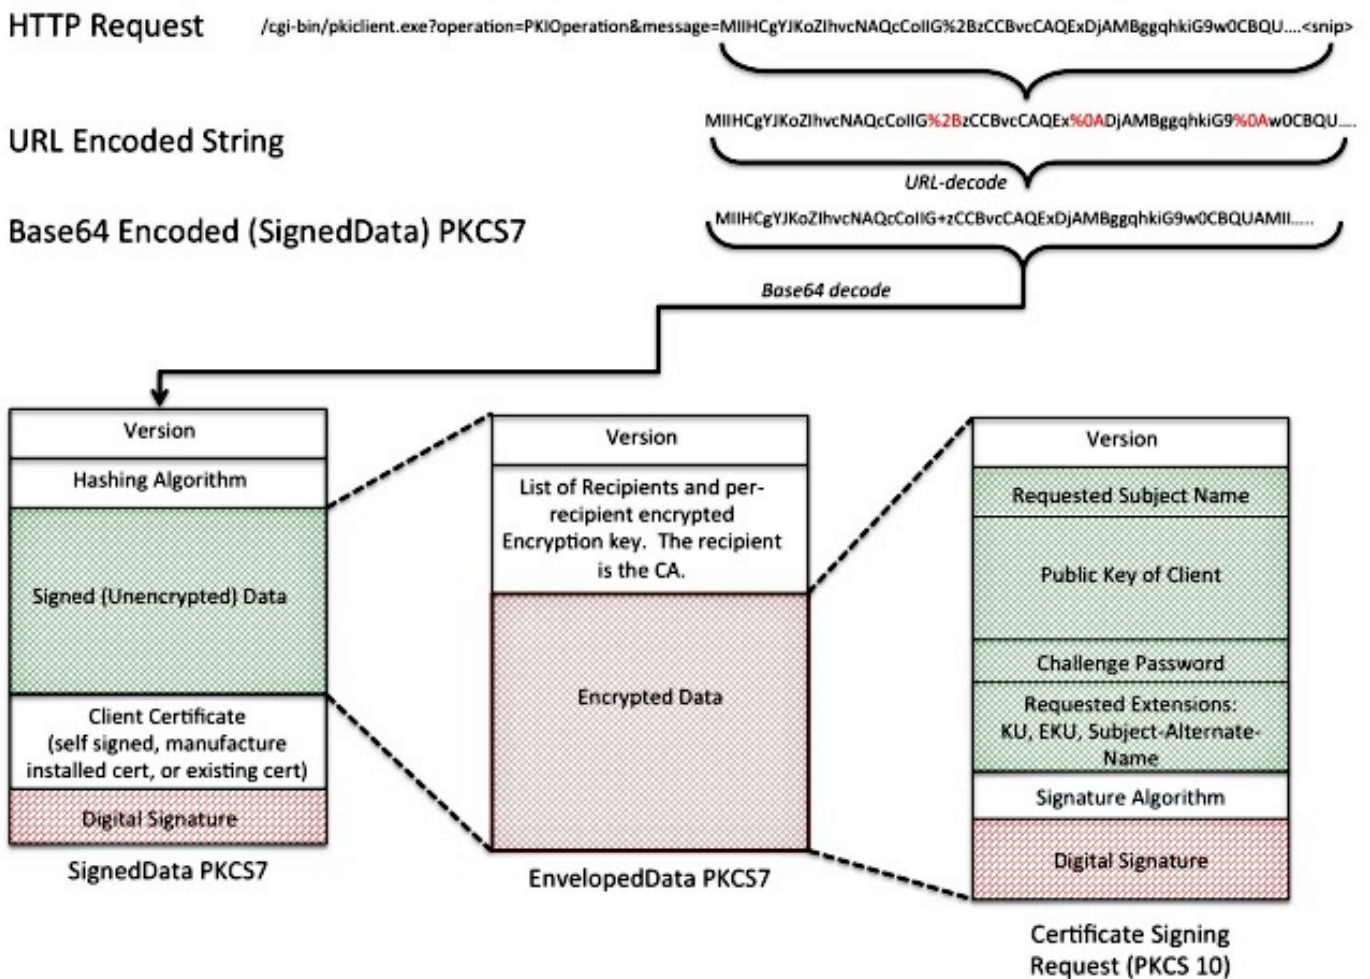 HTTP Request
/cgi-bin/pkiclient.exe?operation=PKIOperation&message=MIIHCgYJKoZIhvcNAQcCoIIG%2BzCCBvcCAQExDjAMBggqhkiG9w0CBQU....<snip>
URL Encoded String
MIIHCgYJKoZIhvcNAQcCoIIG%2BzCCBvcCAQEx%0ADjAMBggqhkiG9%0Aw0CBQU....
URL-decode
Base64 Encoded (SignedData) PKCS7
MIIHCgYJKoZIhvcNAQcCoIIG+zCCBvcCAQExDjAMBggqhkiG9w0CBQUAMII.....
Base64 decode
Version
Hashing Algorithm
Signed (Unencrypted) Data
Client Certificate
(self signed, manufacture
installed cert, or existing cert)
Digital Signature
SignedData PKCS7
Version
List of Recipients and per-
recipient encrypted
Encryption key. The recipient
is the CA.
Encrypted Data
EnvelopedData PKCS7
Version
Requested Subject Name
Public Key of Client
Challenge Password
Requested Extensions:
KU, EKU, Subject-Alternate-
Name
Signature Algorithm
Digital Signature
Certificate Signing
Request (PKCS 10)